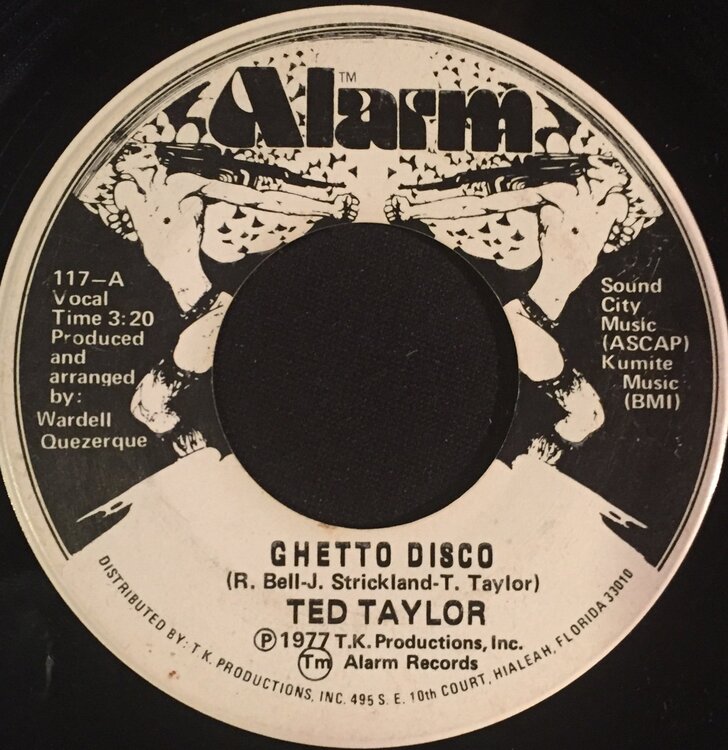 Alarm™
117–A
Vocal
Time 3:20
Produced
and
arranged
by:
Wardell
Quezerque
Sound
City
Music
(ASCAP)
Kumite
Music
(BMI)
GHETTO DISCO
(R. Bell-J. Strickland-T. Taylor)
TED TAYLOR
Ⓟ 1977 T.K. Productions, Inc.
Tm Alarm Records
DISTRIBUTED BY: T.K. PRODUCTIONS, INC. 495 S. E. 10th COURT, HIALEAH, FLORIDA 33010